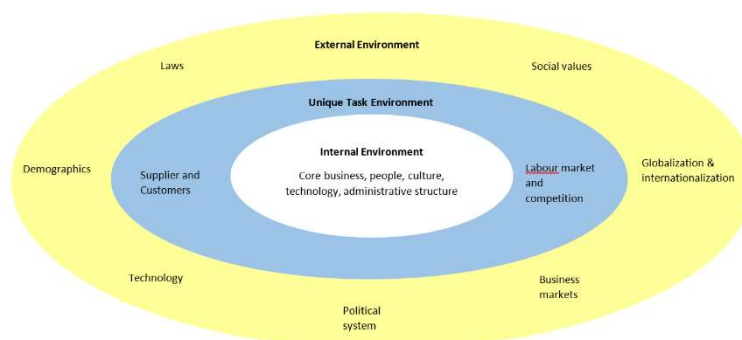 External Environment
Laws
Social values
Unique Task Environment
Internal Environment
Core business, people, culture,
technology, administrative structure
Demographics
Supplier and
Customers
Labour market
and
competition
Globalization &
internationalization
Technology
Business
markets
Political
system